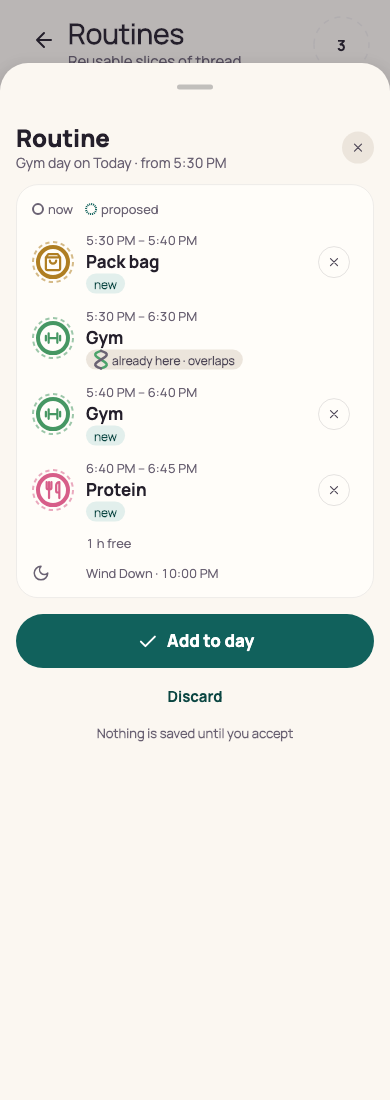 Routines
Reusable slices of thread
3
Routine
Gym day on Today · from 5:30 PM
now proposed
5:30 PM – 5:40 PM
Pack bag
new
5:30 PM – 6:30 PM
Gym
already here · overlaps
5:40 PM – 6:40 PM
Gym
new
6:40 PM – 6:45 PM
Protein
new
1 h free
Wind Down · 10:00 PM
Add to day
Discard
Nothing is saved until you accept